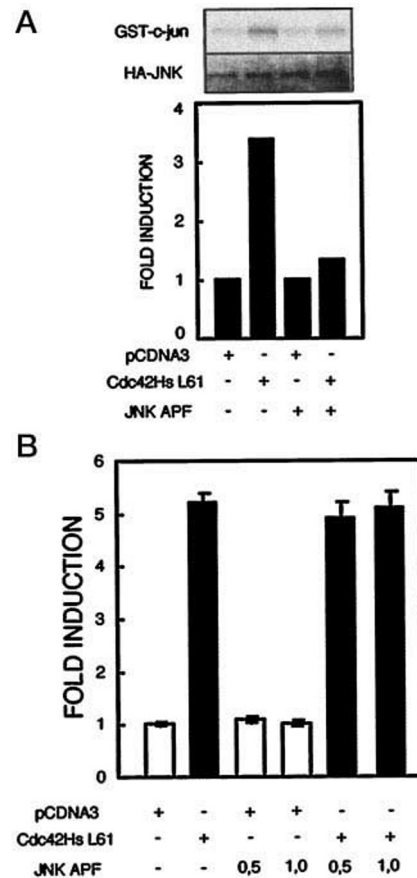 A
GST-c-jun
HA-JNK
4
3
2
1
0
FOLD INDUCTION
pCDNA3 + - + -
Cdc42Hs L61 - + - +
JNK APF - - + +
B
6
5
4
3
2
1
0
FOLD INDUCTION
pCDNA3 + - + + - -
Cdc42Hs L61 - + - - + +
JNK APF - - 0,5 1,0 0,5 1,0